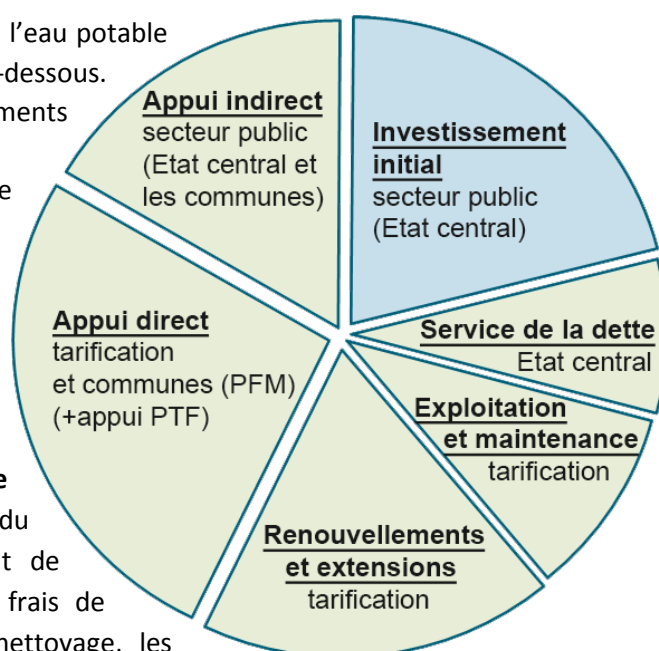 l'eau potable
-dessous.
ments
e
e
du
t de
frais de
nettoyage, les
Appui indirect
secteur public
(Etat central et
les communes)
Investissement
initial
secteur public
(Etat central)
Service de la dette
Etat central
Exploitation
et maintenance
tarification
Renouvellements
et extensions
tarification
Appui direct
tarification
et communes (PFM)
(+appui PTF)